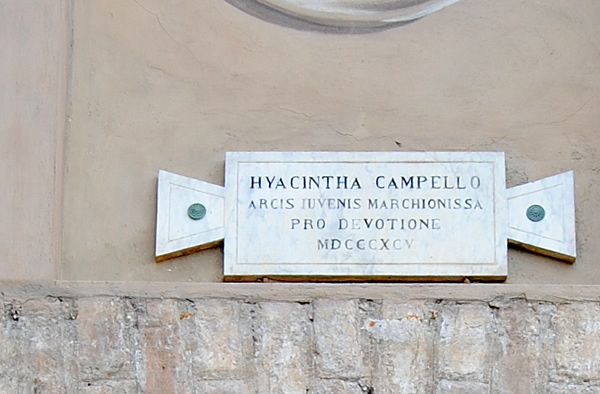 HYACINTHA CAMPELLO
ARCIS IUVENIS MARCHIONISSA
PRO DEVOTIONE
MDCCCXCV